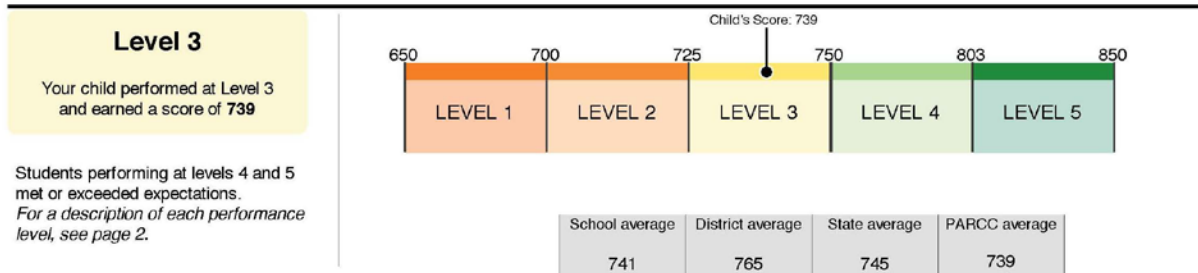 Level 3
Your child performed at Level 3
and earned a score of 739
Students performing at levels 4 and 5
met or exceeded expectations.
For a description of each performance
level, see page 2.
Child's Score: 739
650 700 725 750 803 850
LEVEL 1 LEVEL 2 LEVEL 3 LEVEL 4 LEVEL 5
School average District average State average PARCC average
741 765 745 739